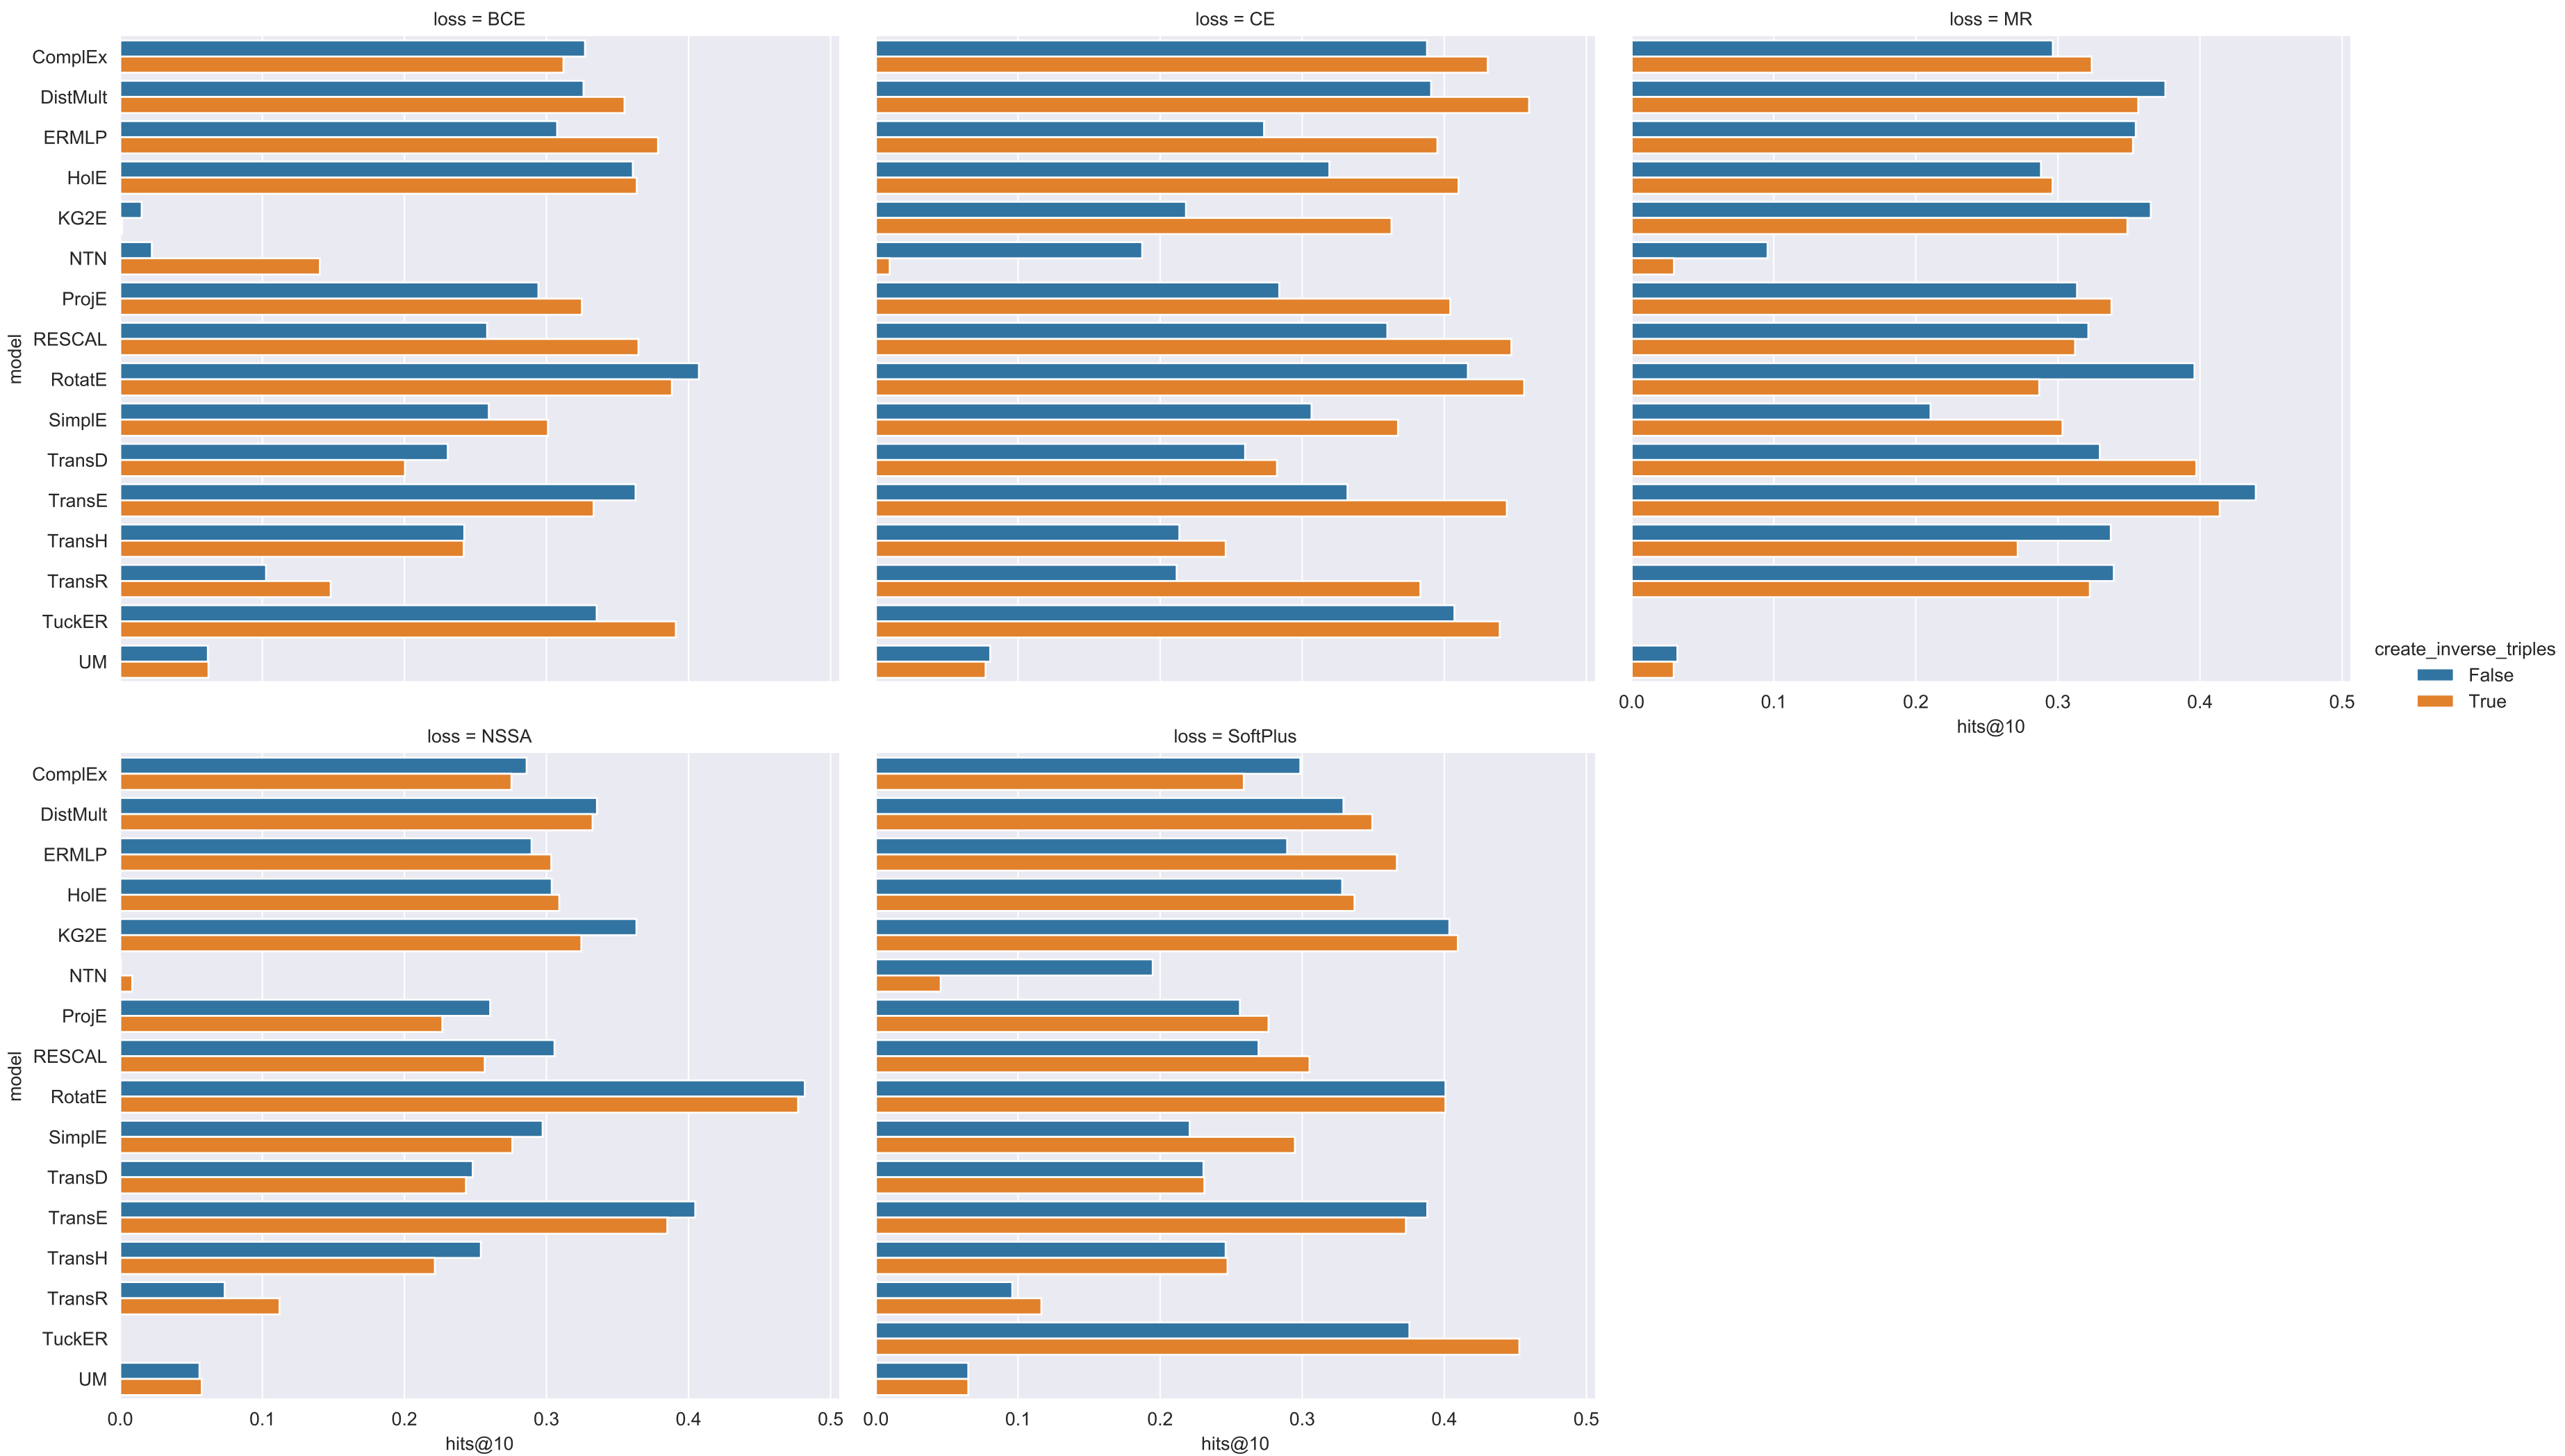 loss = BCE
ComplEx
DistMult
ERMLP
HolE
KG2E
NTN
ProjE
RESCAL
RotatE
SimplE
TransD
TransE
TransH
TransR
TuckER
UM
model
loss = CE
loss = MR
0.0 0.1 0.2 0.3 0.4 0.5
hits@10
create_inverse_triples
False
True
loss = NSSA
ComplEx
DistMult
ERMLP
HolE
KG2E
NTN
ProjE
RESCAL
RotatE
SimplE
TransD
TransE
TransH
TransR
TuckER
UM
model
0.0 0.1 0.2 0.3 0.4 0.5
hits@10
loss = SoftPlus
0.0 0.1 0.2 0.3 0.4 0.5
hits@10